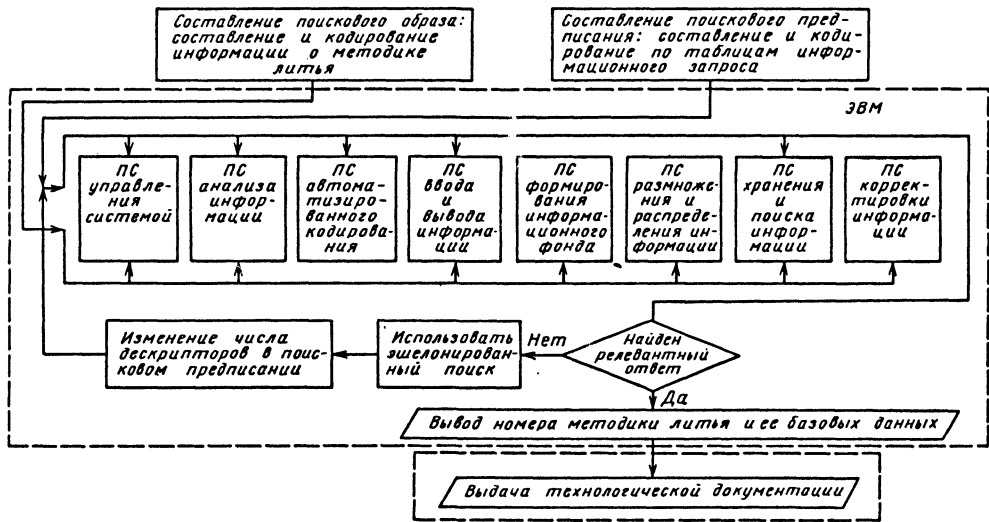 Составление поискового образа:
составление и кодирование
информации о методике
литья
Составление поискового пред-
писания: составление и коди-
рование по таблицам инфор-
мационного запроса
ЭВМ
ПС
управле-
ния
системой
ПС
анализа
инфор-
мации
ПС
автома-
тизиро-
ванного
кодирова-
ния
ПС
ввода
и
вывода
инфор-
мации
ПС
формиро-
вания
информа-
ционного
фонда
ПС
размноже-
ния и
распреде-
ления ин-
формации
ПС
хранения
и
поиска
инфор-
мации
ПС
коррек-
тировки
информа-
ции
Изменение числа
дескрипторов в поис-
ковом предписании
Использовать
эшелонирован-
ный поиск
Нет
Найден
релевантный
ответ
Да
Вывод номера методики литья и ее базовых данных
Выдача технологической документации